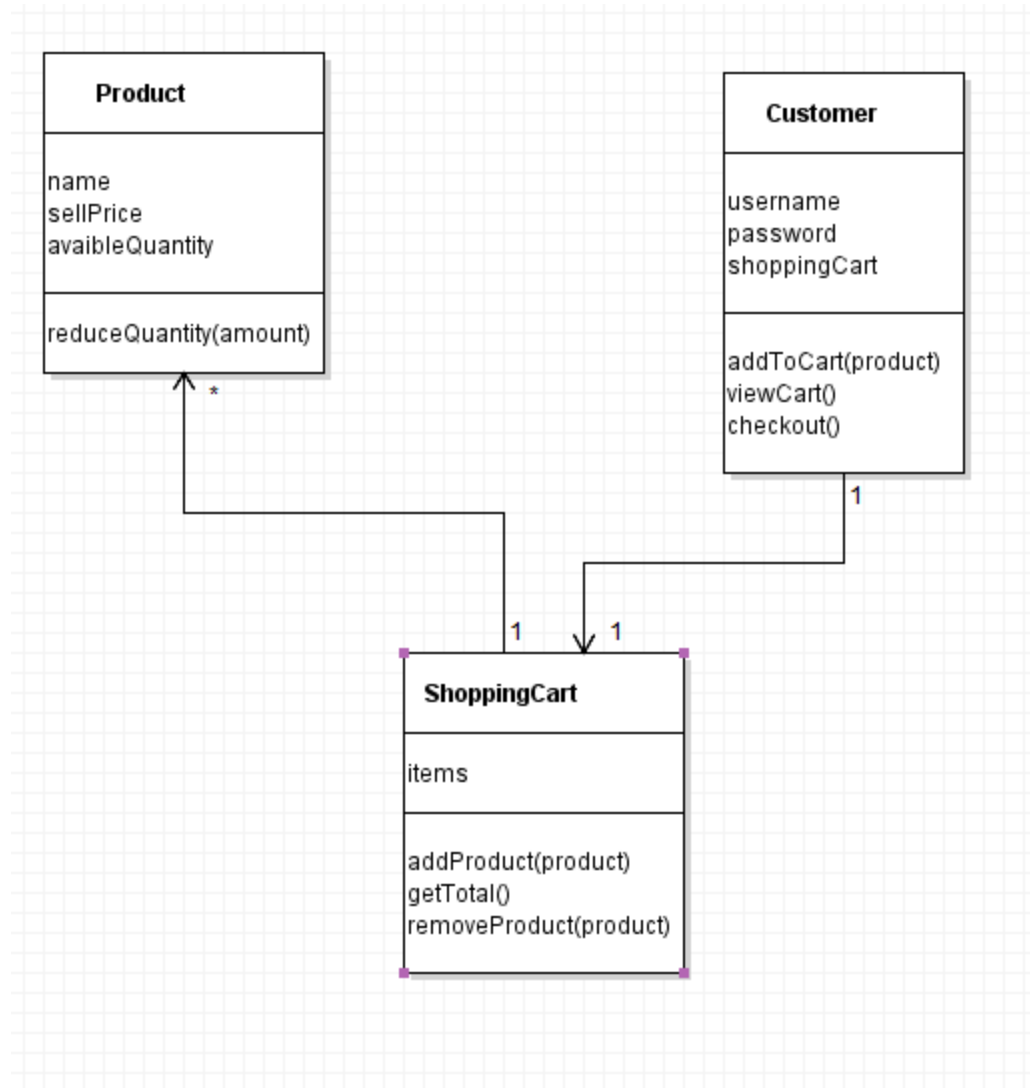 Product
name
sellPrice
avaibleQuantity
reduceQuantity(amount)
*
Customer
username
password
shoppingCart
addToCart(product)
viewCart()
checkout()
1
1
1
ShoppingCart
items
addProduct(product)
getTotal()
removeProduct(product)